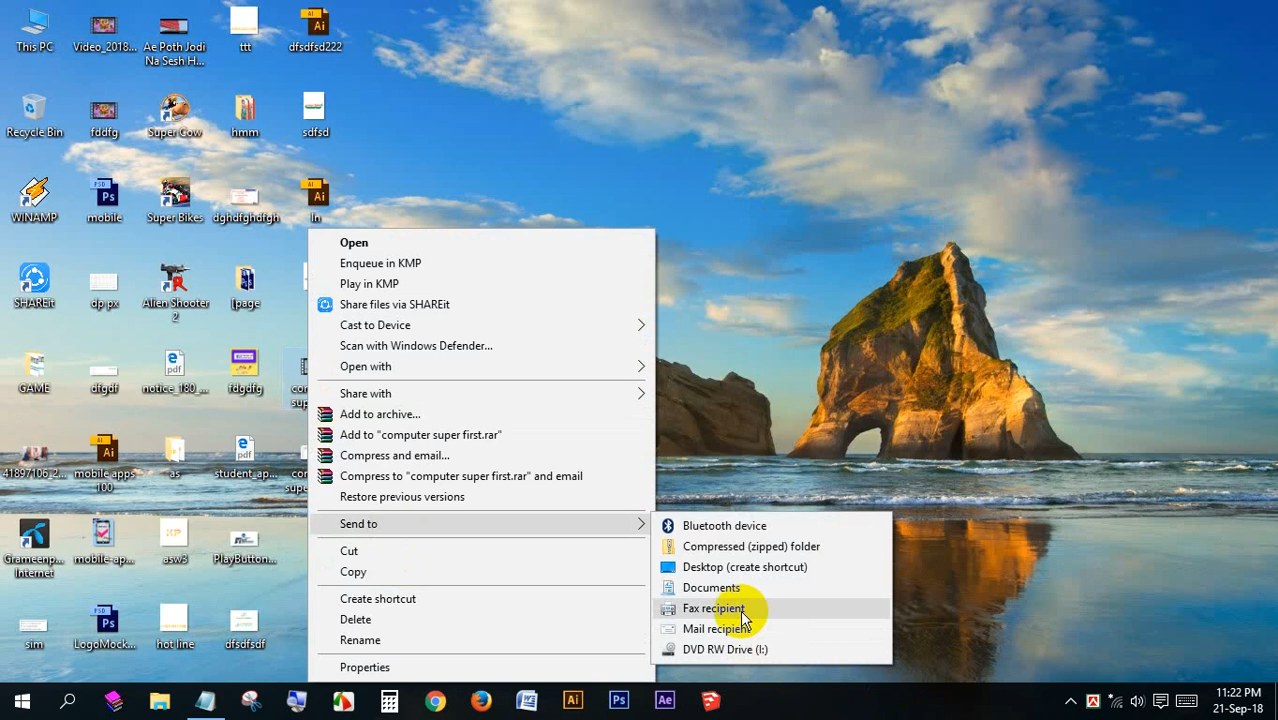 This PC
Video_2018...
Ae Poth Jodi
Na Sesh H...
ttt
dfsdfsd222
Recycle Bin
fddfg
Super Cow
hmm
sdfsd
WINAMP
mobile
Super Bikes
dghdfghdfgh
In
SHAREit
dp px
Alien Shooter
2
[page
GAME
dfgdf
notice_180_...
fdgdfg
41897106_2...
mobile apps
100
as
student_ap...
Grameenp...
Internet
mobile-ap...
asw3
PlayButton...
sim
LogoMock...
hot line
dfsdfsdf
Open
Enqueue in KMP
Play in KMP
Share files via SHAREit
Cast to Device
Scan with Windows Defender...
Open with
Share with
Add to archive...
Add to "computer super first.rar"
Compress and email...
Compress to "computer super first.rar" and email
Restore previous versions
Send to
Cut
Copy
Create shortcut
Delete
Rename
Properties
Bluetooth device
Compressed (zipped) folder
Desktop (create shortcut)
Documents
Fax recipient
Mail recipient
DVD RW Drive (I:)
11:22 PM
21-Sep-18